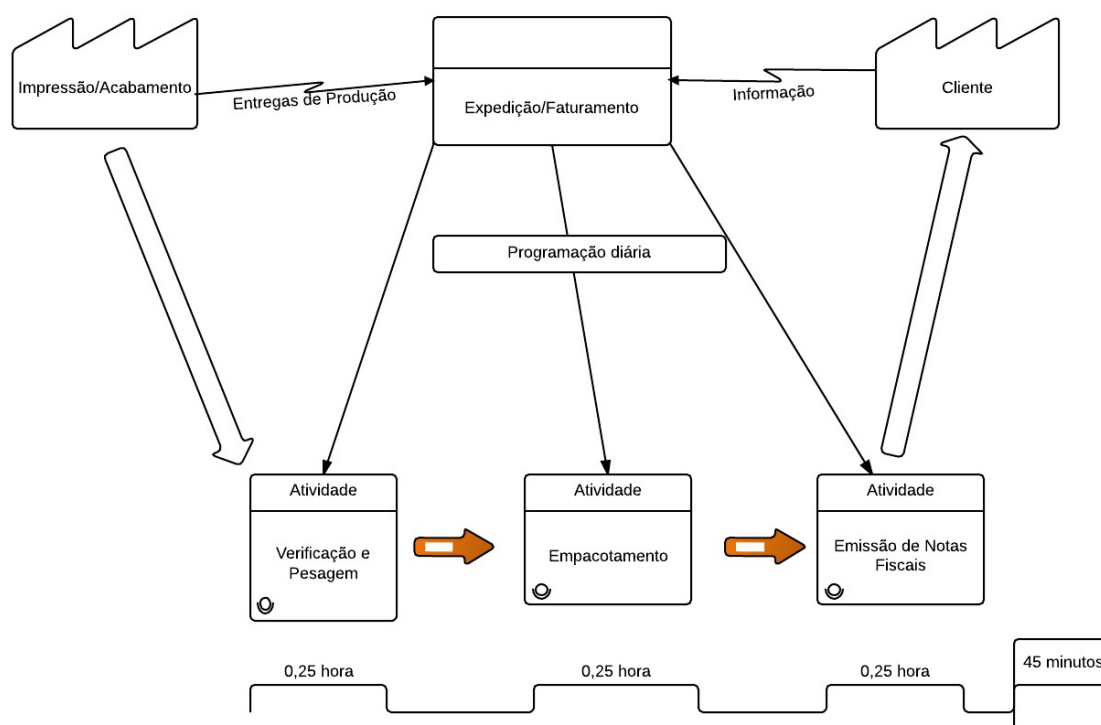 Impressão/Acabamento
Entregas de Produção
Expedição/Faturamento
Informação
Cliente
Programação diária
Atividade
Verificação e
Pesagem
Atividade
Empacotamento
Atividade
Emissão de Notas
Fiscais
0,25 hora
0,25 hora
0,25 hora
45 minutos